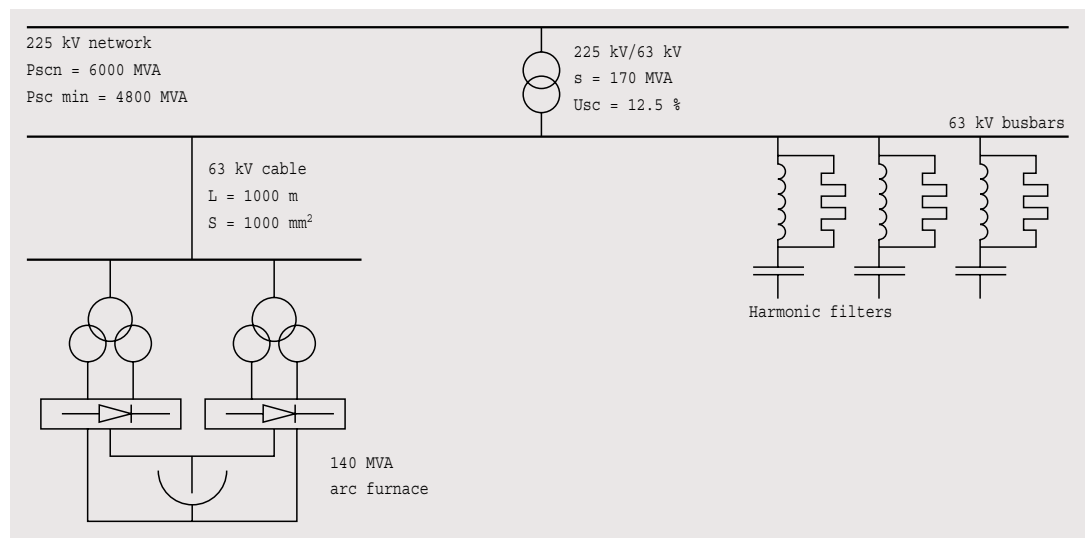 225 kV network
Pscn = 6000 MVA
Psc min = 4800 MVA
225 kV/63 kV
s = 170 MVA
Usc = 12.5 %
63 kV busbars
63 kV cable
L = 1000 m
S = 1000 mm²
Harmonic filters
140 MVA
arc furnace